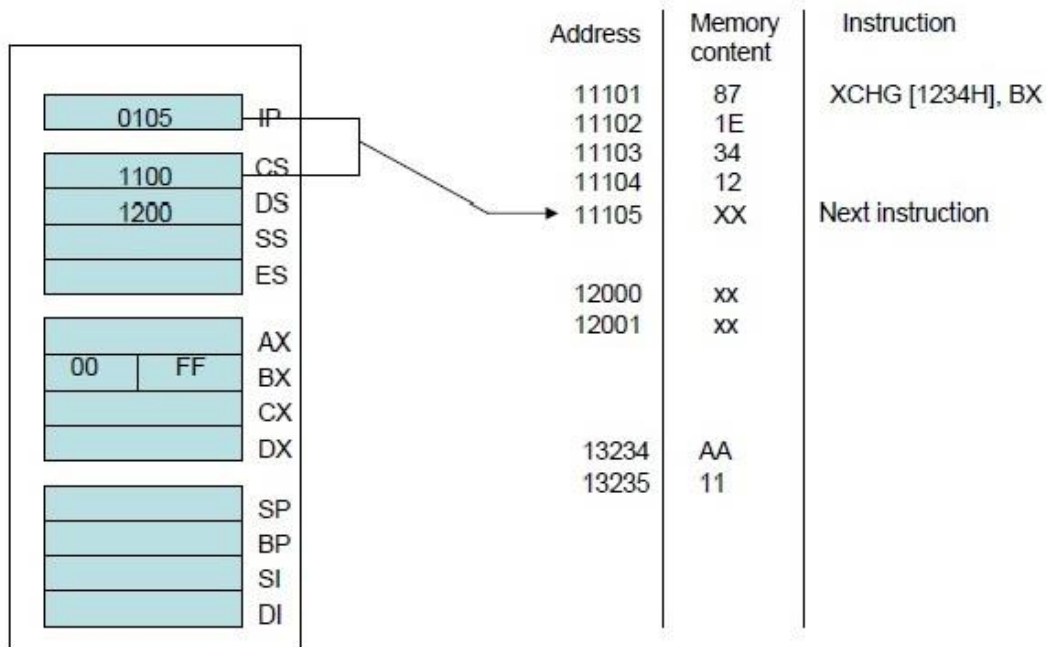 0105 IP
1100 CS
1200 DS
SS
ES
AX
00 FF BX
CX
DX
SP
BP
SI
DI
Address Memory content Instruction
11101 87 XCHG [1234H], BX
11102 1E
11103 34
11104 12
11105 XX Next instruction
12000 xx
12001 xx
13234 AA
13235 11